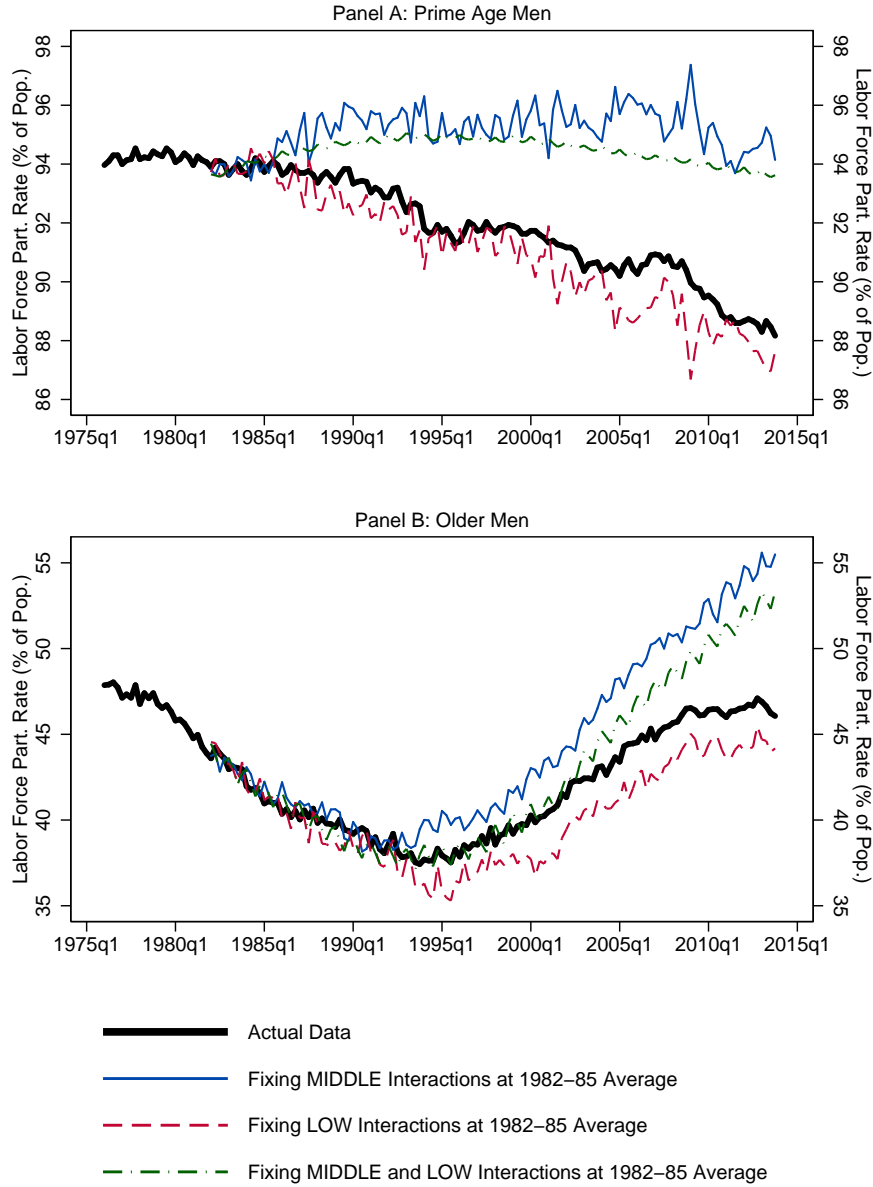 Panel A: Prime Age Men
Labor Force Part. Rate (% of Pop.)
98
96
94
92
90
88
86
98
96
94
92
90
88
86
Labor Force Part. Rate (% of Pop.)
1975q1 1980q1 1985q1 1990q1 1995q1 2000q1 2005q1 2010q1 2015q1
Panel B: Older Men
Labor Force Part. Rate (% of Pop.)
55
50
45
40
35
55
50
45
40
35
Labor Force Part. Rate (% of Pop.)
1975q1 1980q1 1985q1 1990q1 1995q1 2000q1 2005q1 2010q1 2015q1
Actual Data
Fixing MIDDLE Interactions at 1982−85 Average
Fixing LOW Interactions at 1982−85 Average
Fixing MIDDLE and LOW Interactions at 1982−85 Average